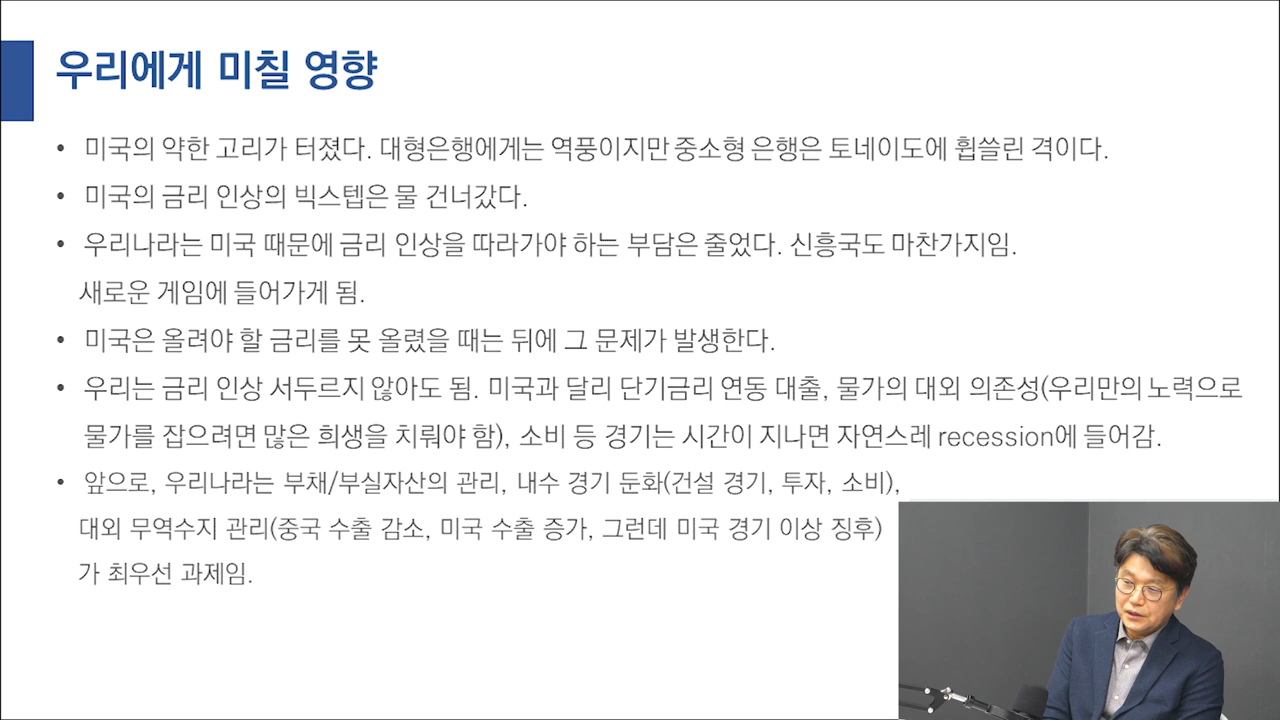 우리에게 미칠 영향
• 미국의 약한 고리가 터졌다. 대형은행에게는 역풍이지만 중소형 은행은 토네이도에 휩쓸린 격이다.
• 미국의 금리 인상의 빅스텝은 물 건너갔다.
• 우리나라는 미국 때문에 금리 인상을 따라가야 하는 부담은 줄었다. 신흥국도 마찬가지임.
새로운 게임에 들어가게 됨.
• 미국은 올려야 할 금리를 못 올렸을 때는 뒤에 그 문제가 발생한다.
• 우리는 금리 인상 서두르지 않아도 됨. 미국과 달리 단기금리 연동 대출, 물가의 대외 의존성(우리만의 노력으로
물가를 잡으려면 많은 희생을 치뤄야 함), 소비 등 경기는 시간이 지나면 자연스레 recession에 들어감.
• 앞으로, 우리나라는 부채/부실자산의 관리, 내수 경기 둔화(건설 경기, 투자, 소비),
대외 무역수지 관리(중국 수출 감소, 미국 수출 증가, 그런데 미국 경기 이상 징후)
가 최우선 과제임.